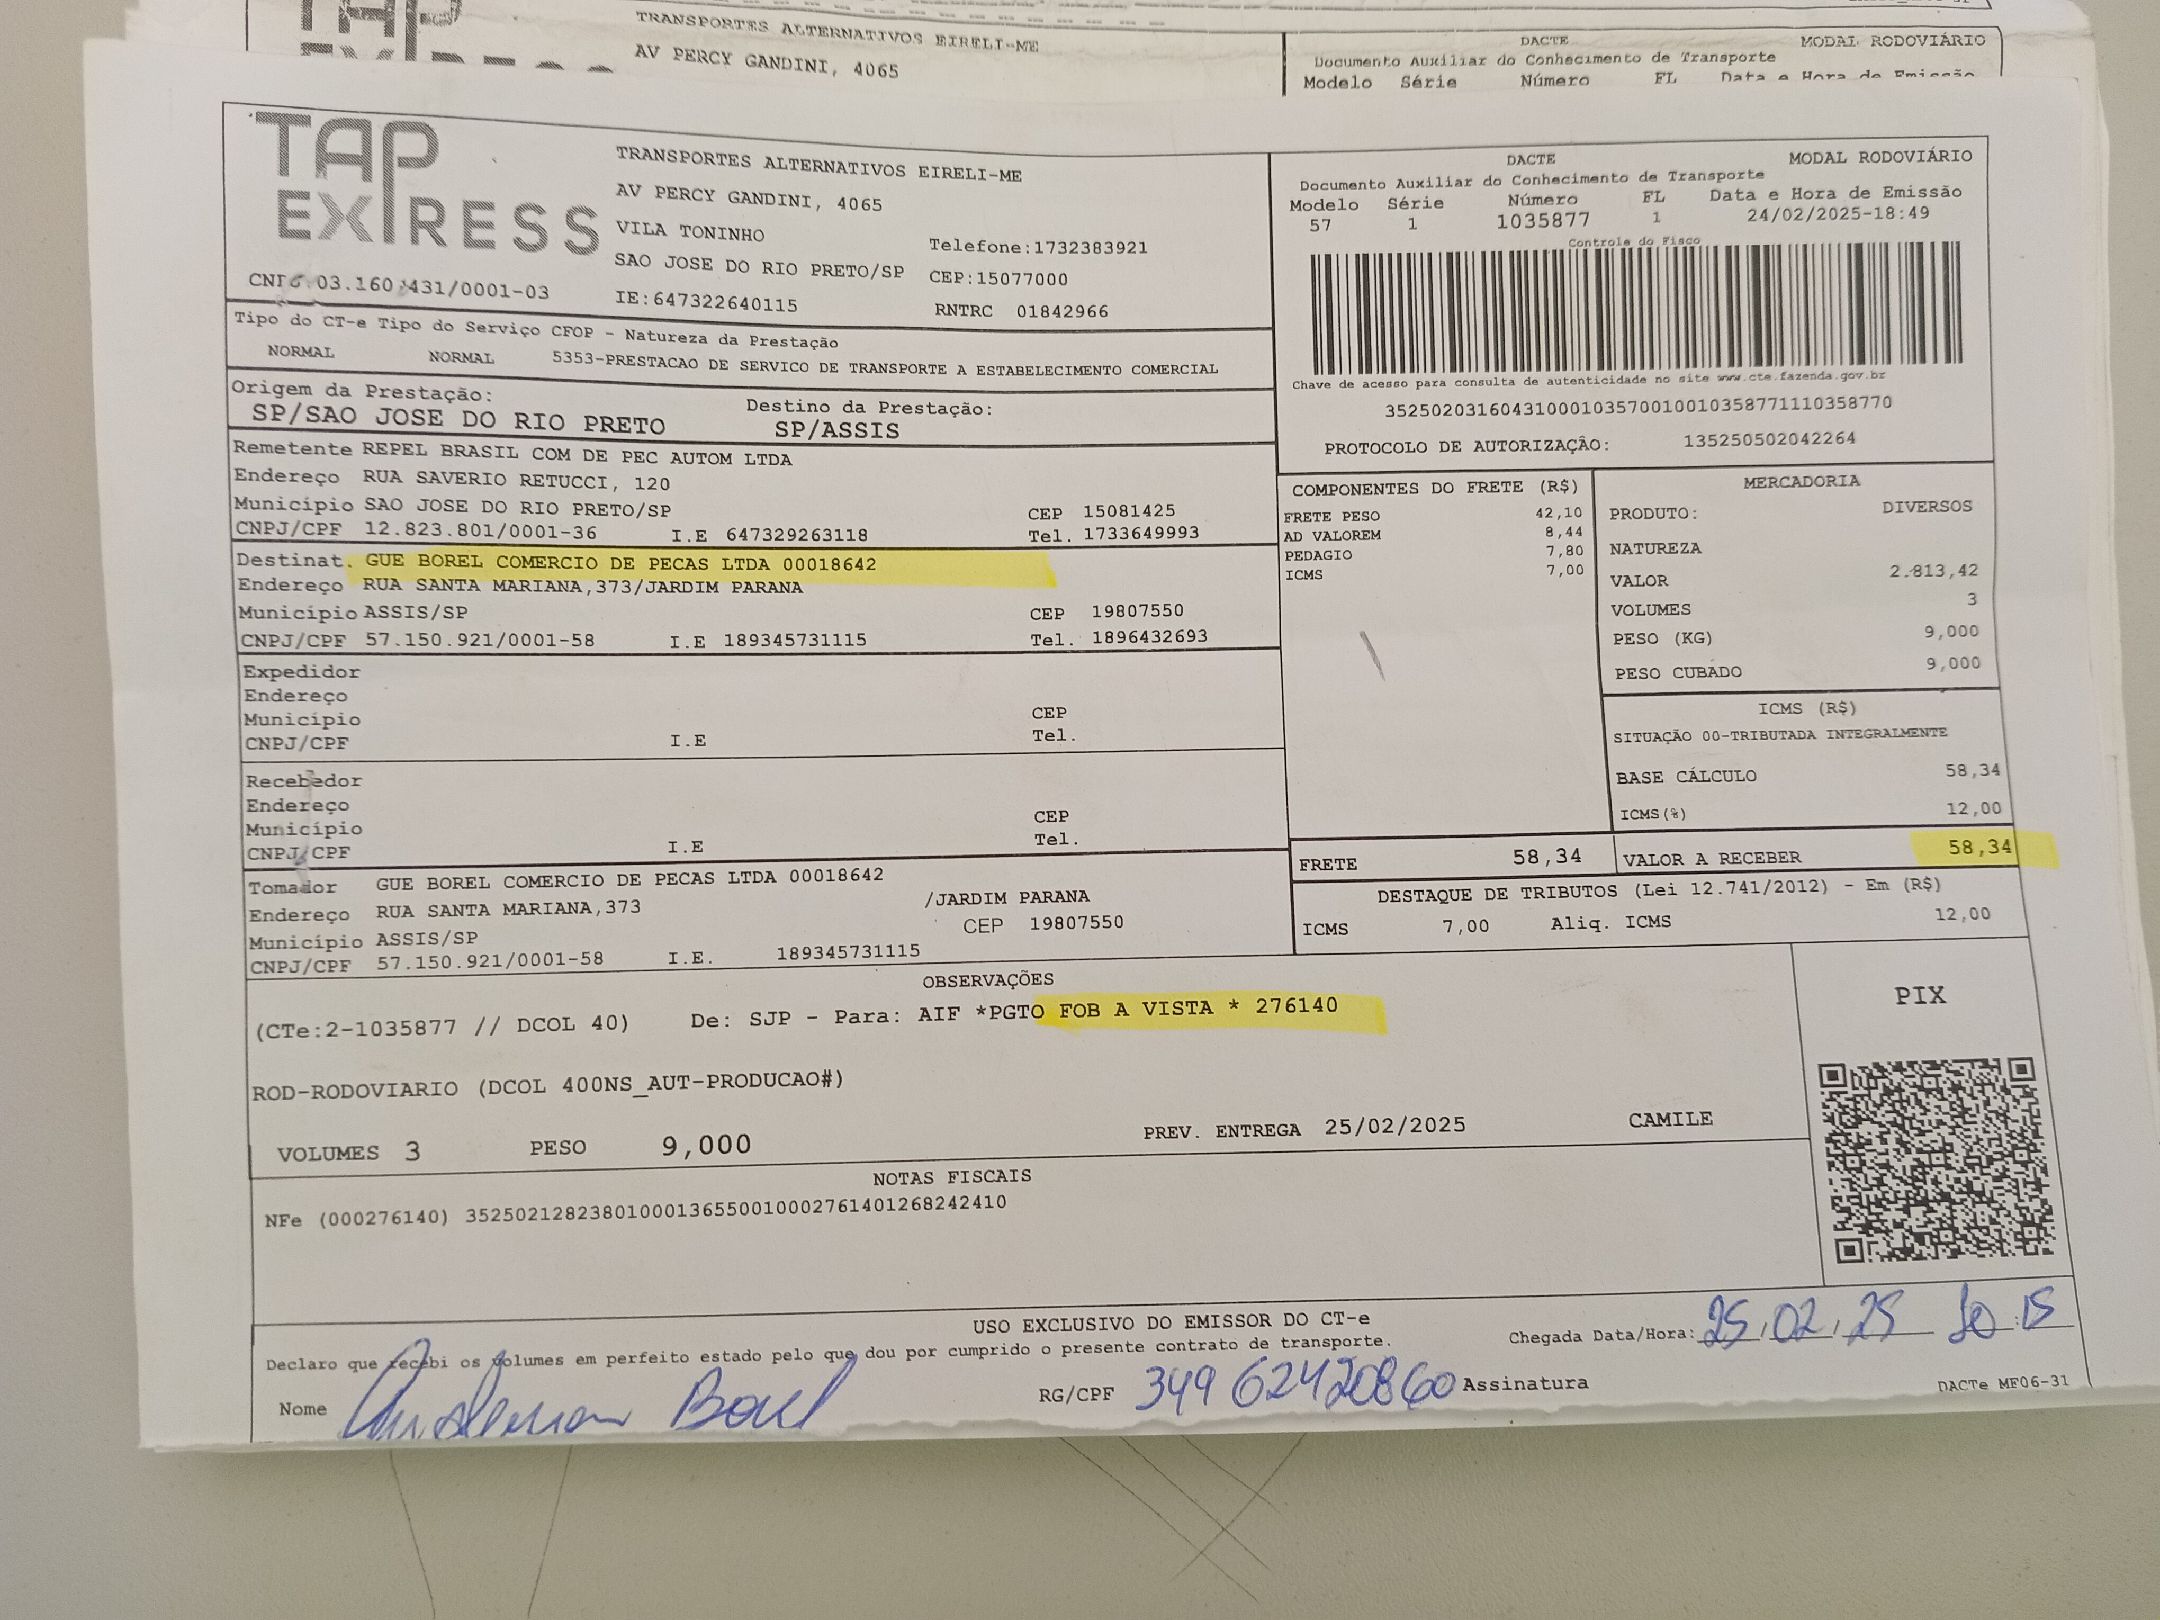 TAP
TRANSPORTES ALTERNATIVOS EIRELI-ME
AV PERCY GANDINI, 4065
DACTE MODAL RODOVIÁRIO
Documento Auxiliar do Conhecimento de Transporte
Modelo Série Número FL Data e Hora de Emissão
TAP EXPRESS
TRANSPORTES ALTERNATIVOS EIRELI-ME
AV PERCY GANDINI, 4065
VILA TONINHO
Telefone:1732383921
SAO JOSE DO RIO PRETO/SP CEP:15077000
03.160.431/0001-03
IE:647322640115 RNTRC 01842966
DACTE MODAL RODOVIÁRIO
Documento Auxiliar do Conhecimento de Transporte
Modelo Série Número FL Data e Hora de Emissão
57 1 1035877 1 24/02/2025-18:49
Controle do Fisco
Chave de acesso para consulta de autenticidade no site www.cte.fazenda.gov.br
35250203160431000103570010010358771110358770
PROTOCOLO DE AUTORIZAÇÃO: 135250502042264
Tipo do CT-e Tipo do Serviço CFOP - Natureza da Prestação
NORMAL NORMAL 5353-PRESTACAO DE SERVICO DE TRANSPORTE A ESTABELECIMENTO COMERCIAL
Origem da Prestação: Destino da Prestação:
SP/SAO JOSE DO RIO PRETO SP/ASSIS
Remetente REPEL BRASIL COM DE PEC AUTOM LTDA
Endereço RUA SAVERIO RETUCCI, 120
Município SAO JOSE DO RIO PRETO/SP CEP 15081425
CNPJ/CPF 12.823.801/0001-36 I.E 647329263118 Tel. 1733649993
Destinat. GUE BOREL COMERCIO DE PECAS LTDA 00018642
Endereço RUA SANTA MARIANA,373/JARDIM PARANA
Município ASSIS/SP CEP 19807550
CNPJ/CPF 57.150.921/0001-58 I.E 189345731115 Tel. 1896432693
Expedidor
Endereço
Município CEP
CNPJ/CPF I.E Tel.
Recebedor
Endereço
Município CEP
CNPJ/CPF I.E Tel.
Tomador GUE BOREL COMERCIO DE PECAS LTDA 00018642
Endereço RUA SANTA MARIANA,373 /JARDIM PARANA
Município ASSIS/SP CEP 19807550
CNPJ/CPF 57.150.921/0001-58 I.E. 189345731115
COMPONENTES DO FRETE (R$)
FRETE PESO 42,10
AD VALOREM 8,44
PEDAGIO 7,80
ICMS 7,00
MERCADORIA
PRODUTO: DIVERSOS
NATUREZA
VALOR 2.813,42
VOLUMES 3
PESO (KG) 9,000
PESO CUBADO 9,000
ICMS (R$)
SITUAÇÃO 00-TRIBUTADA INTEGRALMENTE
BASE CÁLCULO 58,34
ICMS(%) 12,00
FRETE 58,34 VALOR A RECEBER 58,34
DESTAQUE DE TRIBUTOS (Lei 12.741/2012) - Em (R$)
ICMS 7,00 Aliq. ICMS 12,00
OBSERVAÇÕES
(CTe:2-1035877 // DCOL 40) De: SJP - Para: AIF *PGTO FOB A VISTA * 276140
PIX
ROD-RODOVIARIO (DCOL 400NS_AUT-PRODUCAO#)
VOLUMES 3 PESO 9,000 PREV. ENTREGA 25/02/2025 CAMILE
NOTAS FISCAIS
NFe (000276140) 35250212823801000136550010002761401268242410
USO EXCLUSIVO DO EMISSOR DO CT-e
Declaro que recebi os volumes em perfeito estado pelo que dou por cumprido o presente contrato de transporte.
Chegada Data/Hora: 25,02,25 10:15
Nome Borel RG/CPF 34962420860 Assinatura
DACTe MF06-31